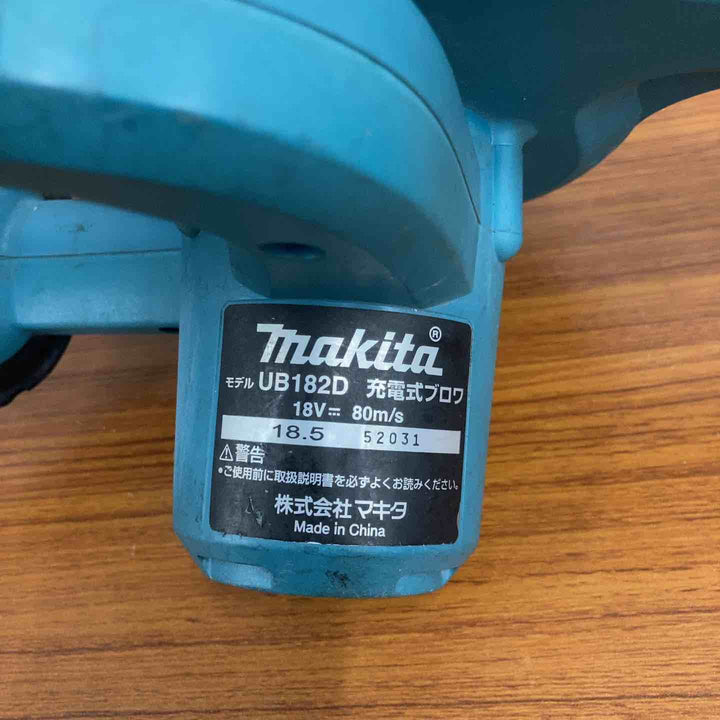 makita®
モデル UB182D 充電式ブロワ
18V⎓ 80m/s
18.5 52031
⚠警告
•ご使用前に取扱説明書を必ずよくお読みください。
株式会社マキタ
Made in China